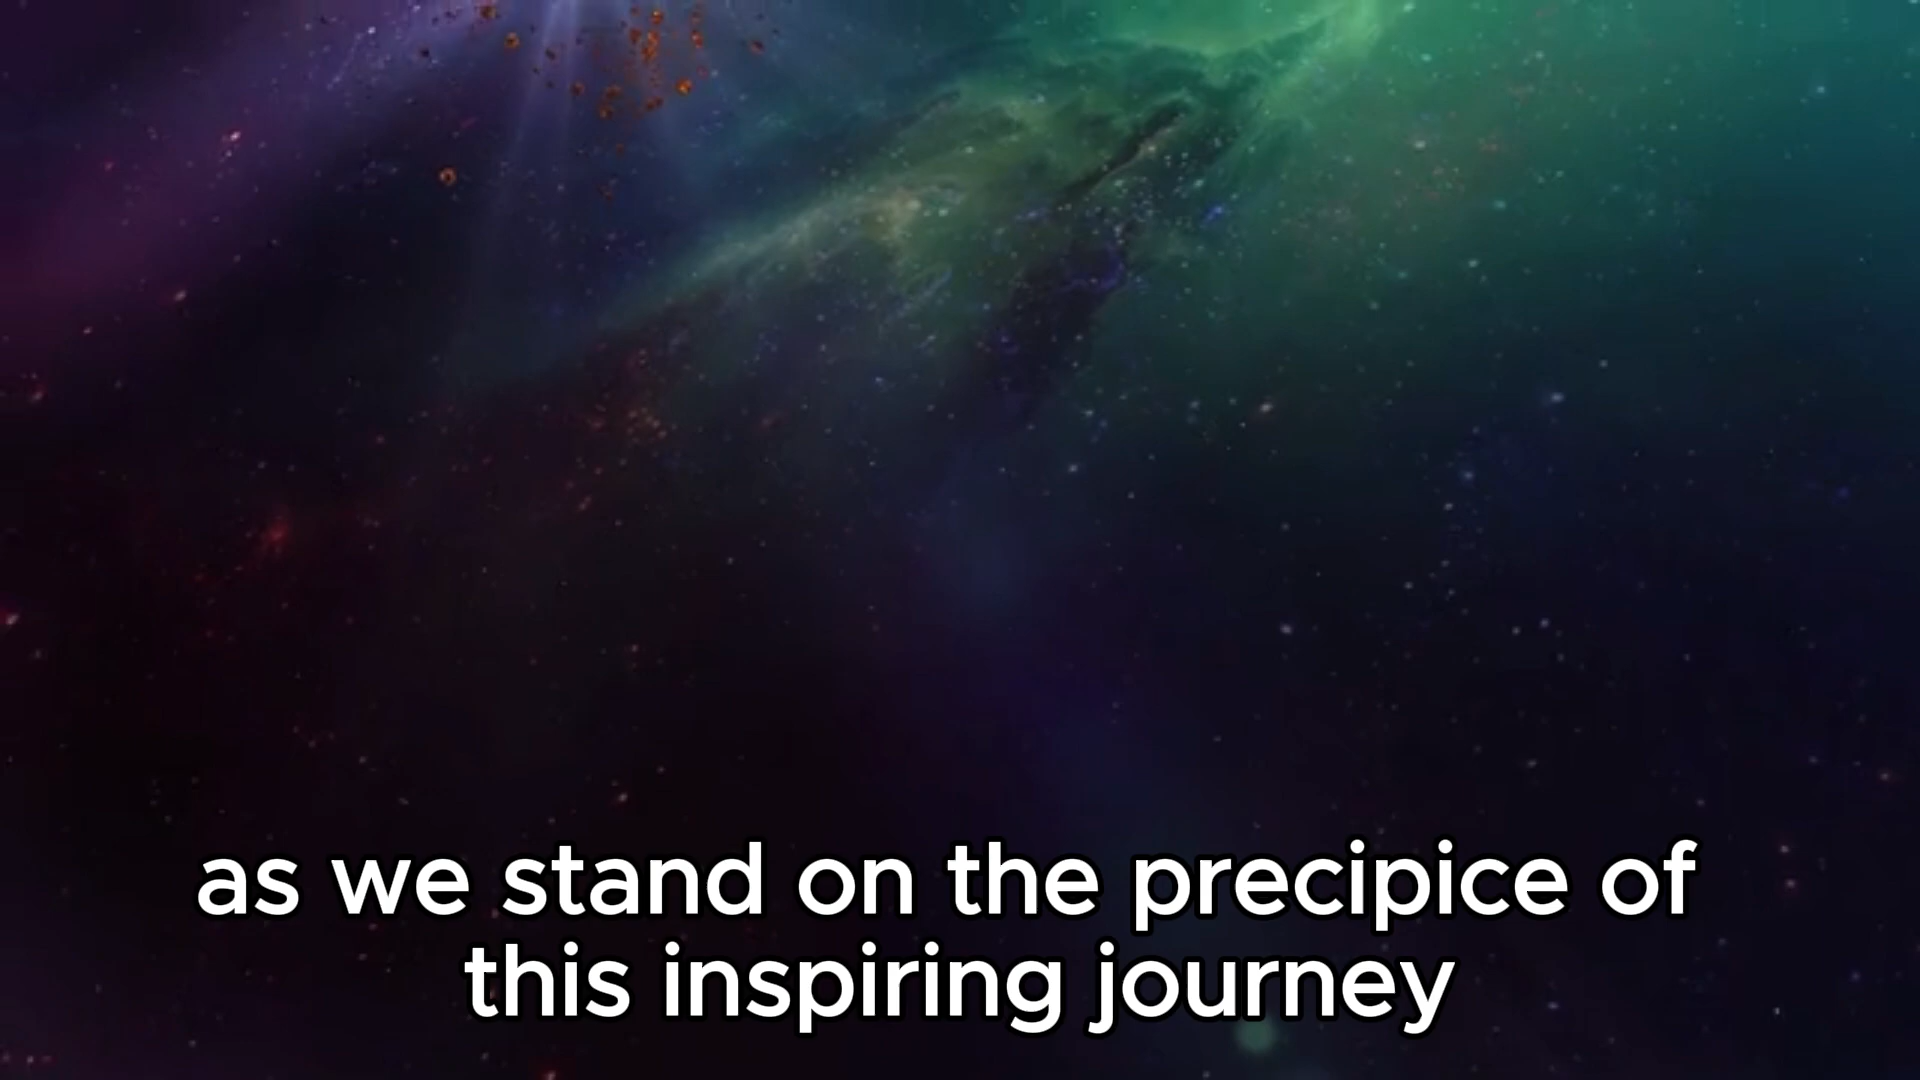 as we stand on the precipice of
this inspiring journey